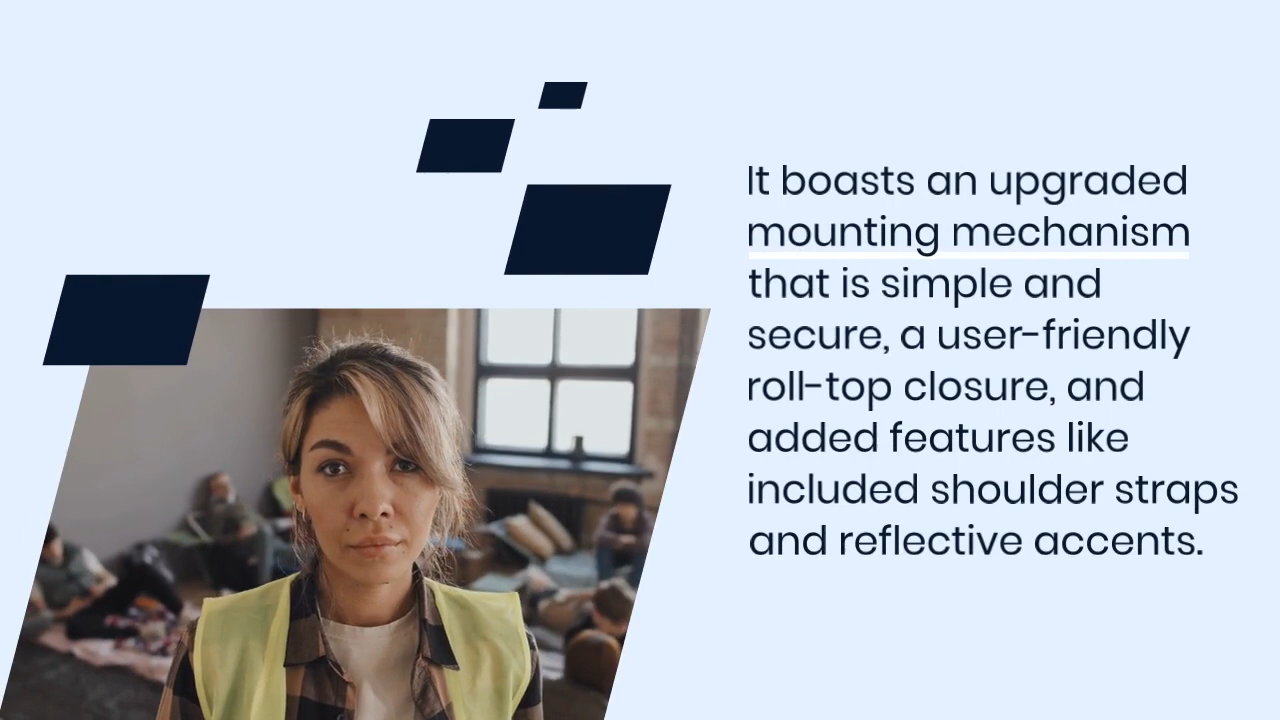 It boasts an upgraded
mounting mechanism
that is simple and
secure, a user-friendly
roll-top closure, and
added features like
included shoulder straps
and reflective accents.